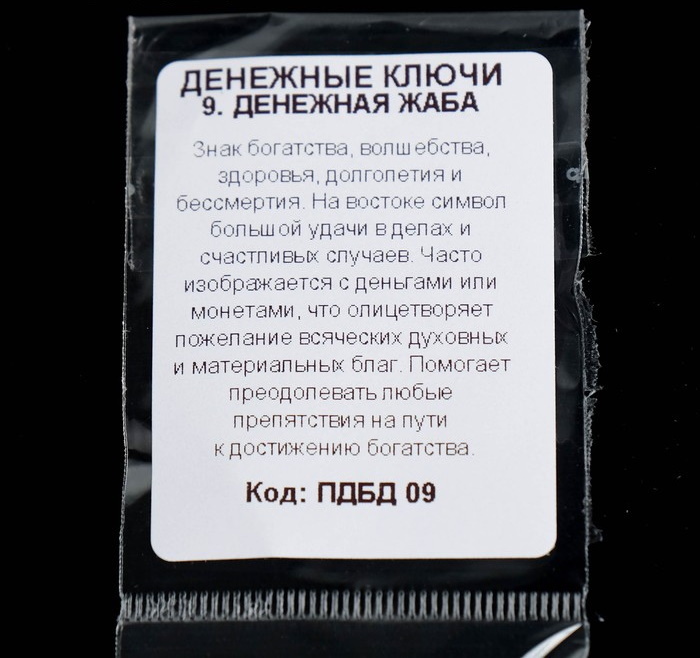 ДЕНЕЖНЫЕ КЛЮЧИ
9. ДЕНЕЖНАЯ ЖАБА
Знак богатства, волшебства,
здоровья, долголетия и
бессмертия. На востоке символ
большой удачи в делах и
счастливых случаев. Часто
изображается с деньгами или
монетами, что олицетворяет
пожелание всяческих духовных
и материальных благ. Помогает
преодолевать любые
препятствия на пути
к достижению богатства.
Код: ПДБД 09